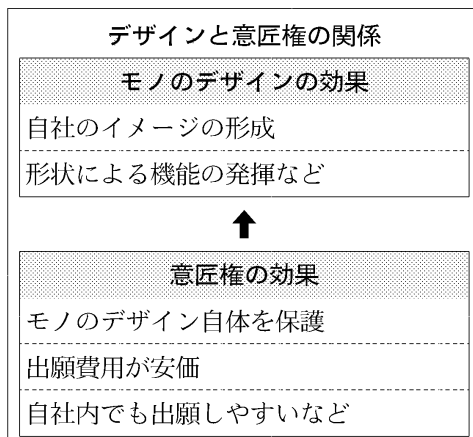 デザインと意匠権の関係
モノのデザインの効果
自社のイメージの形成
形状による機能の発揮など
意匠権の効果
モノのデザイン自体を保護
出願費用が安価
自社内でも出願しやすいなど